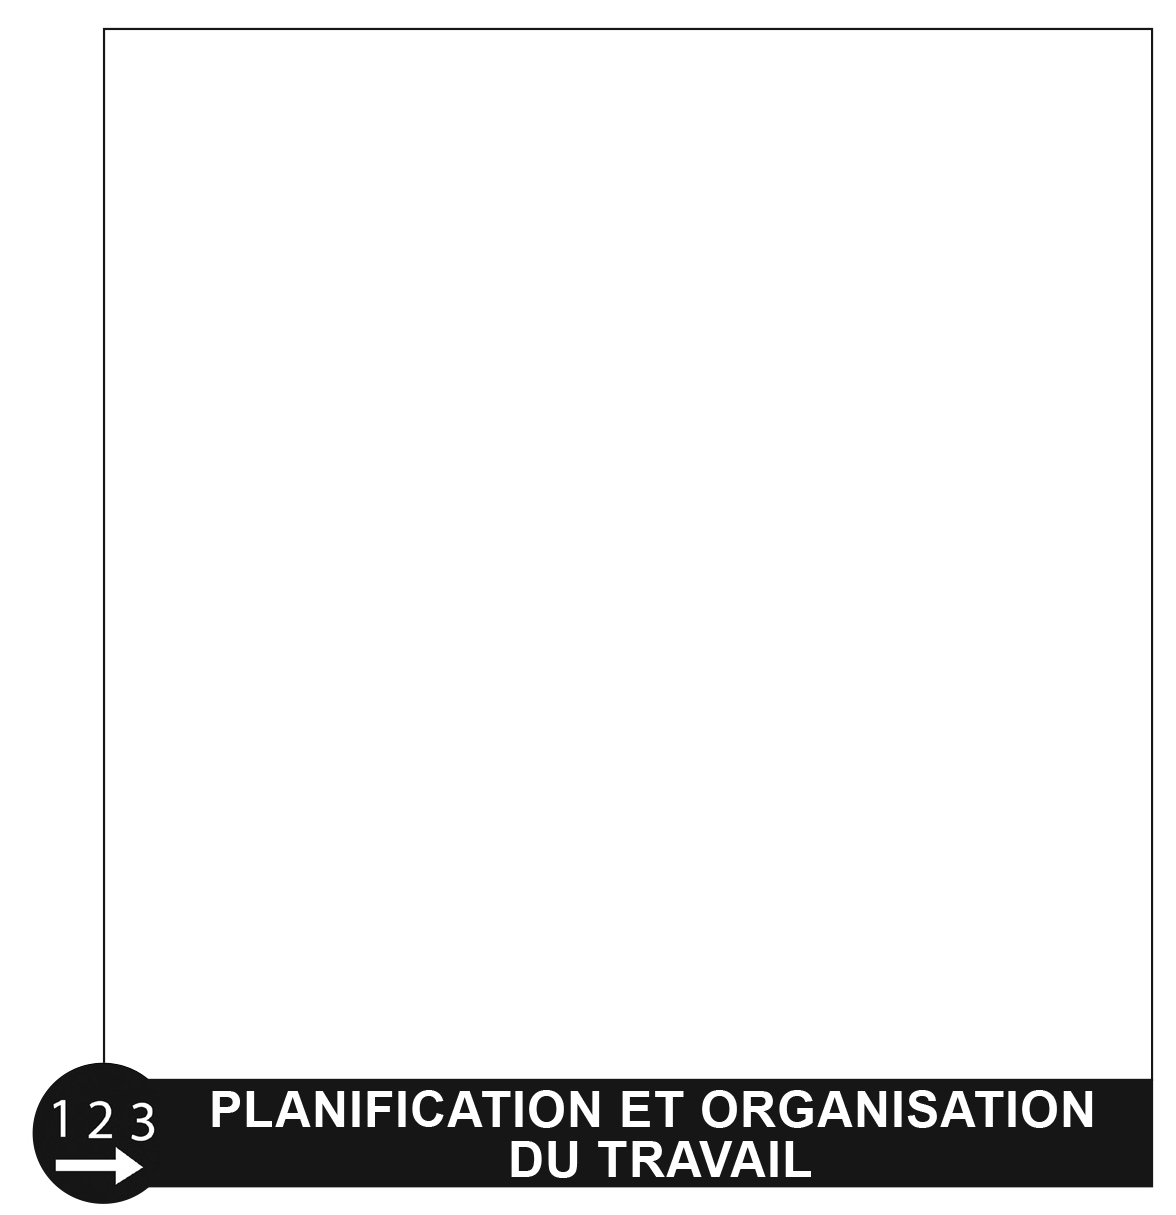 1 2 3
PLANIFICATION ET ORGANISATION
DU TRAVAIL